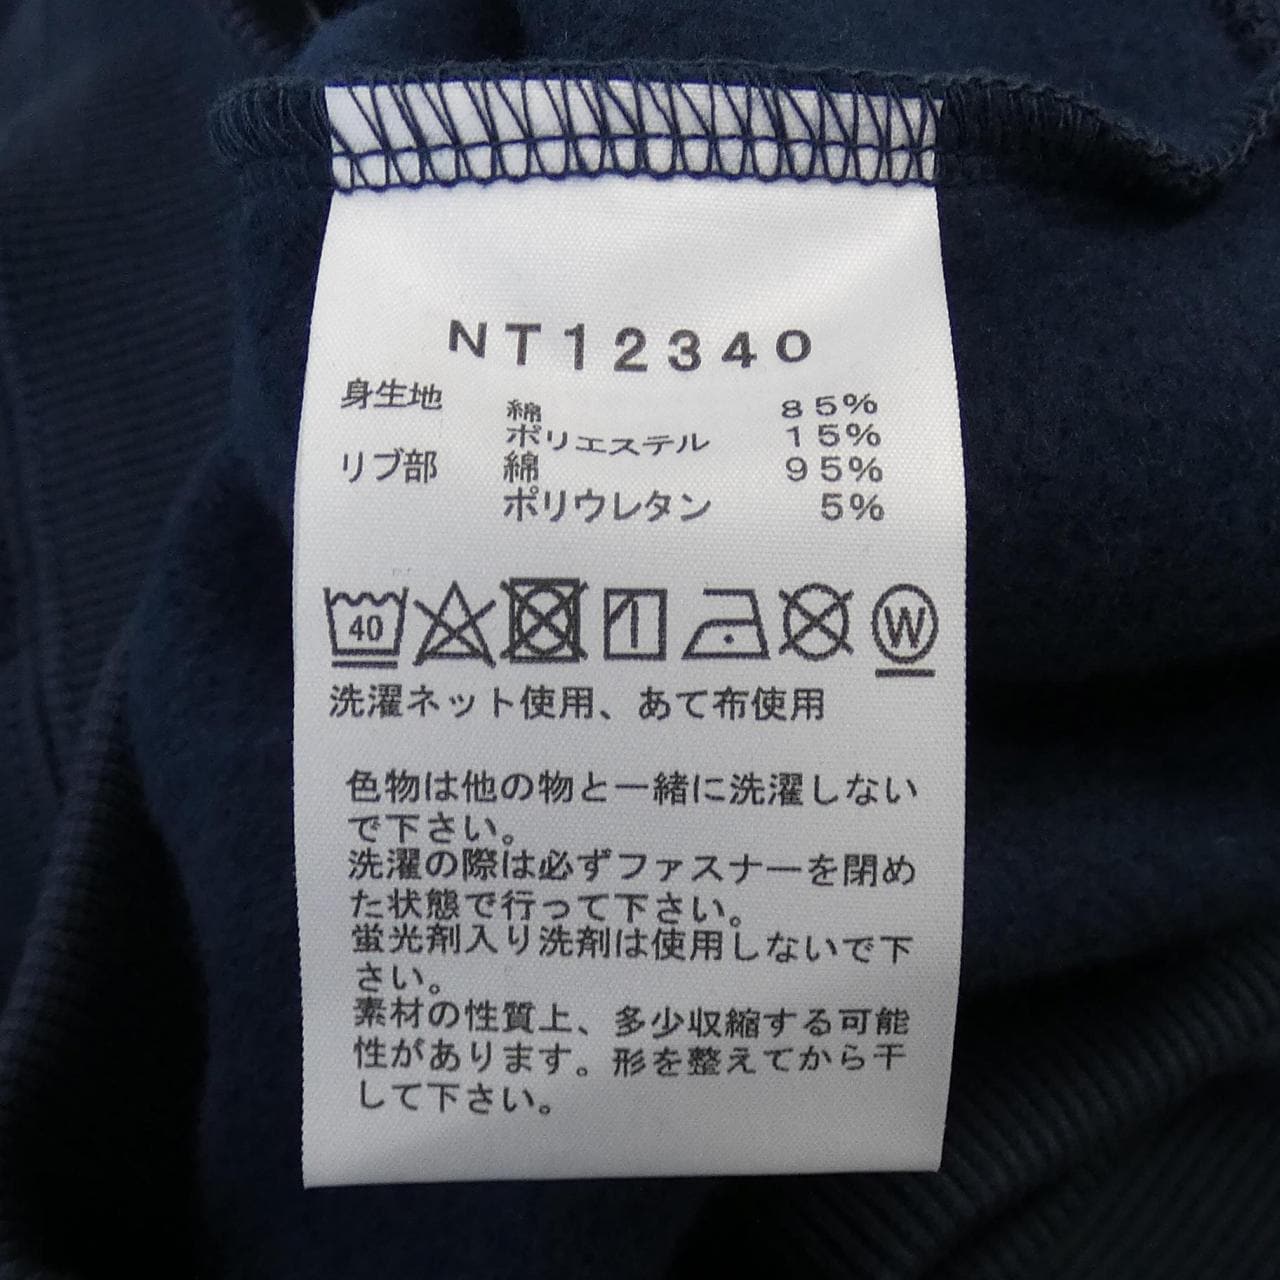 NT12340
身生地 綿 85%
ポリエステル 15%
リブ部 綿 95%
ポリウレタン 5%
40 W
洗濯ネット使用、あて布使用
色物は他の物と一緒に洗濯しない
で下さい。
洗濯の際は必ずファスナーを閉め
た状態で行って下さい。
蛍光剤入り洗剤は使用しないで下
さい。
素材の性質上、多少収縮する可能
性があります。形を整えてから干
して下さい。